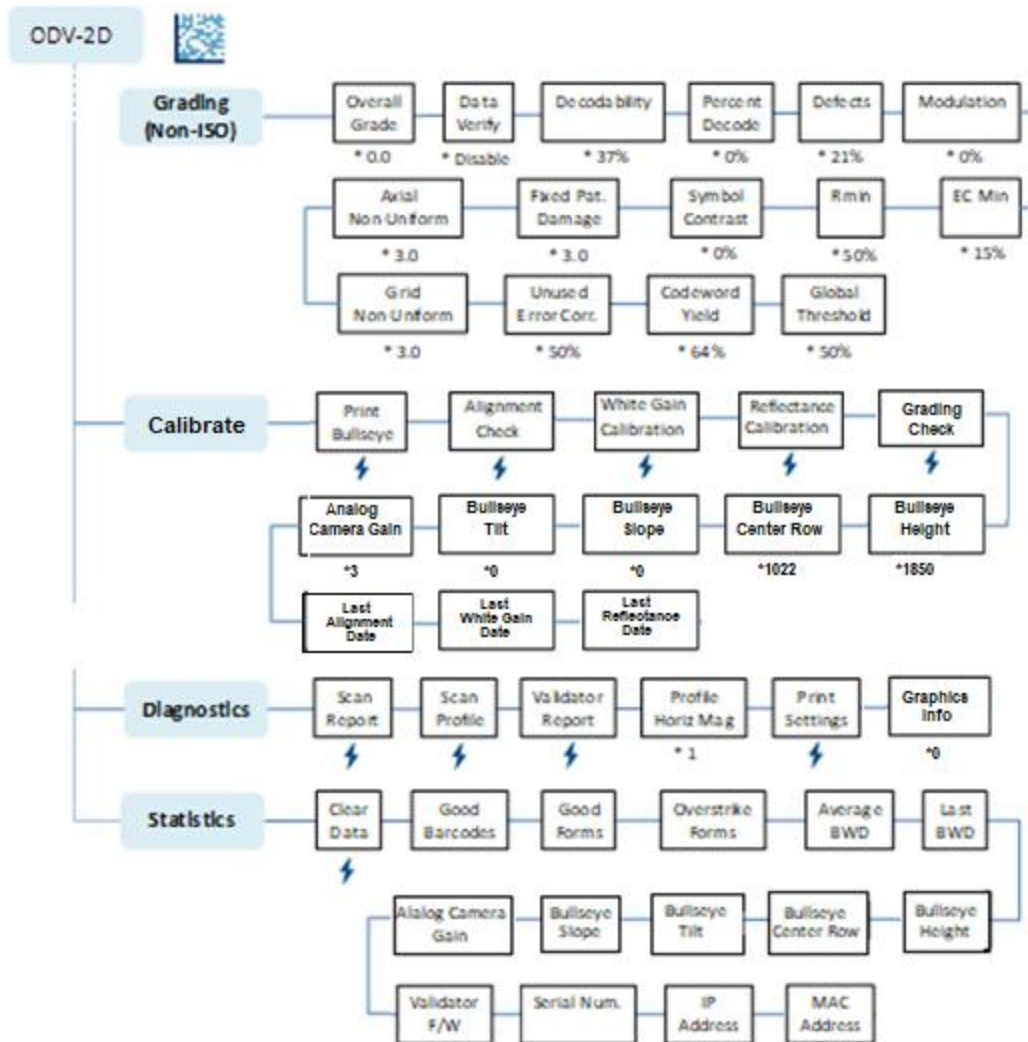 ODV-2D
Grading
(Non-ISO)
Overall
Grade
* 0.0
Data
Verify
* Disable
Decodability
* 37%
Percent
Decode
* 0%
Defects
* 21%
Modulation
* 0%
Axial
Non Uniform
* 3.0
Fixed Pat.
Damage
* 3.0
Symbol
Contrast
* 0%
Rmin
* 50%
EC Min
* 15%
Grid
Non Uniform
* 3.0
Unused
Error Corr.
* 50%
Codeword
Yield
* 64%
Global
Threshold
* 50%
Calibrate
Print
Bullseye
Alignment
Check
White Gain
Calibration
Reflectance
Calibration
Grading
Check
Analog
Camera Gain
*3
Bullseye
Tilt
*0
Bullseye
Slope
*0
Bullseye
Center Row
*1022
Bullseye
Height
*1850
Last
Alignment
Date
Last
White Gain
Date
Last
Reflectance
Date
Diagnostics
Scan
Report
Scan
Profile
Validator
Report
Profile
Horiz Mag
* 1
Print
Settings
Graphics
Info
*0
Statistics
Clear
Data
Good
Barcodes
Good
Forms
Overstrike
Forms
Average
BWD
Last
BWD
Alalog Camera
Gain
Bullseye
Slope
Bullseye
Tilt
Bullseye
Center Row
Bullseye
Height
Validator
F/W
Serial Num.
IP
Address
MAC
Address